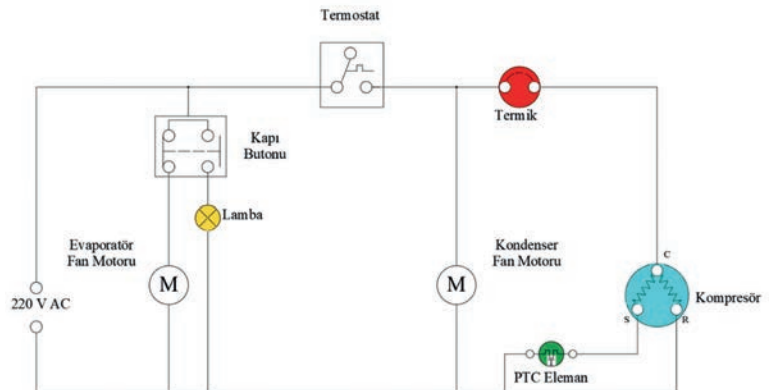 Termostat
Termik
Kapı
Butonu
Lamba
Evaporatör
Fan Motoru
M
Kondenser
Fan Motoru
M
C
220 V AC
S
R
Kompresör
PTC Eleman